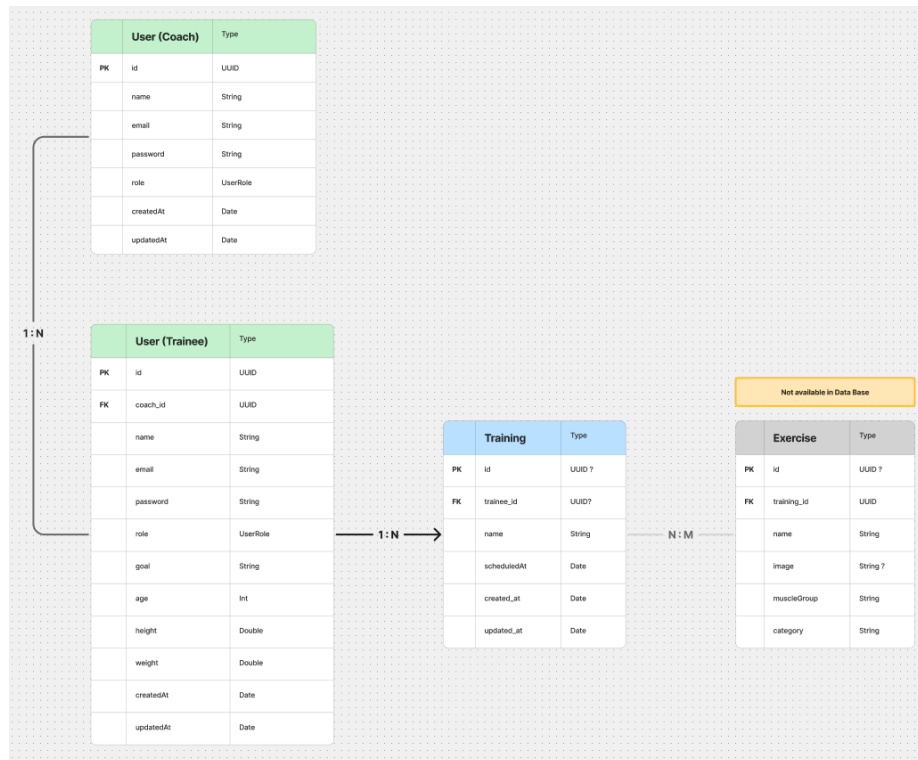 User (Coach) Type
PK id UUID
name String
email String
password String
role UserRole
createdAt Date
updatedAt Date
1:N
User (Trainee) Type
PK id UUID
FK coach_id UUID
name String
email String
password String
role UserRole
goal String
age Int
height Double
weight Double
createdAt Date
updatedAt Date
1:N
Training Type
PK id UUID ?
FK trainee_id UUID?
name String
scheduledAt Date
created_at Date
updated_at Date
N:M
Not available in Data Base
Exercise Type
PK id UUID ?
FK training_id UUID
name String
image String ?
muscleGroup String
category String